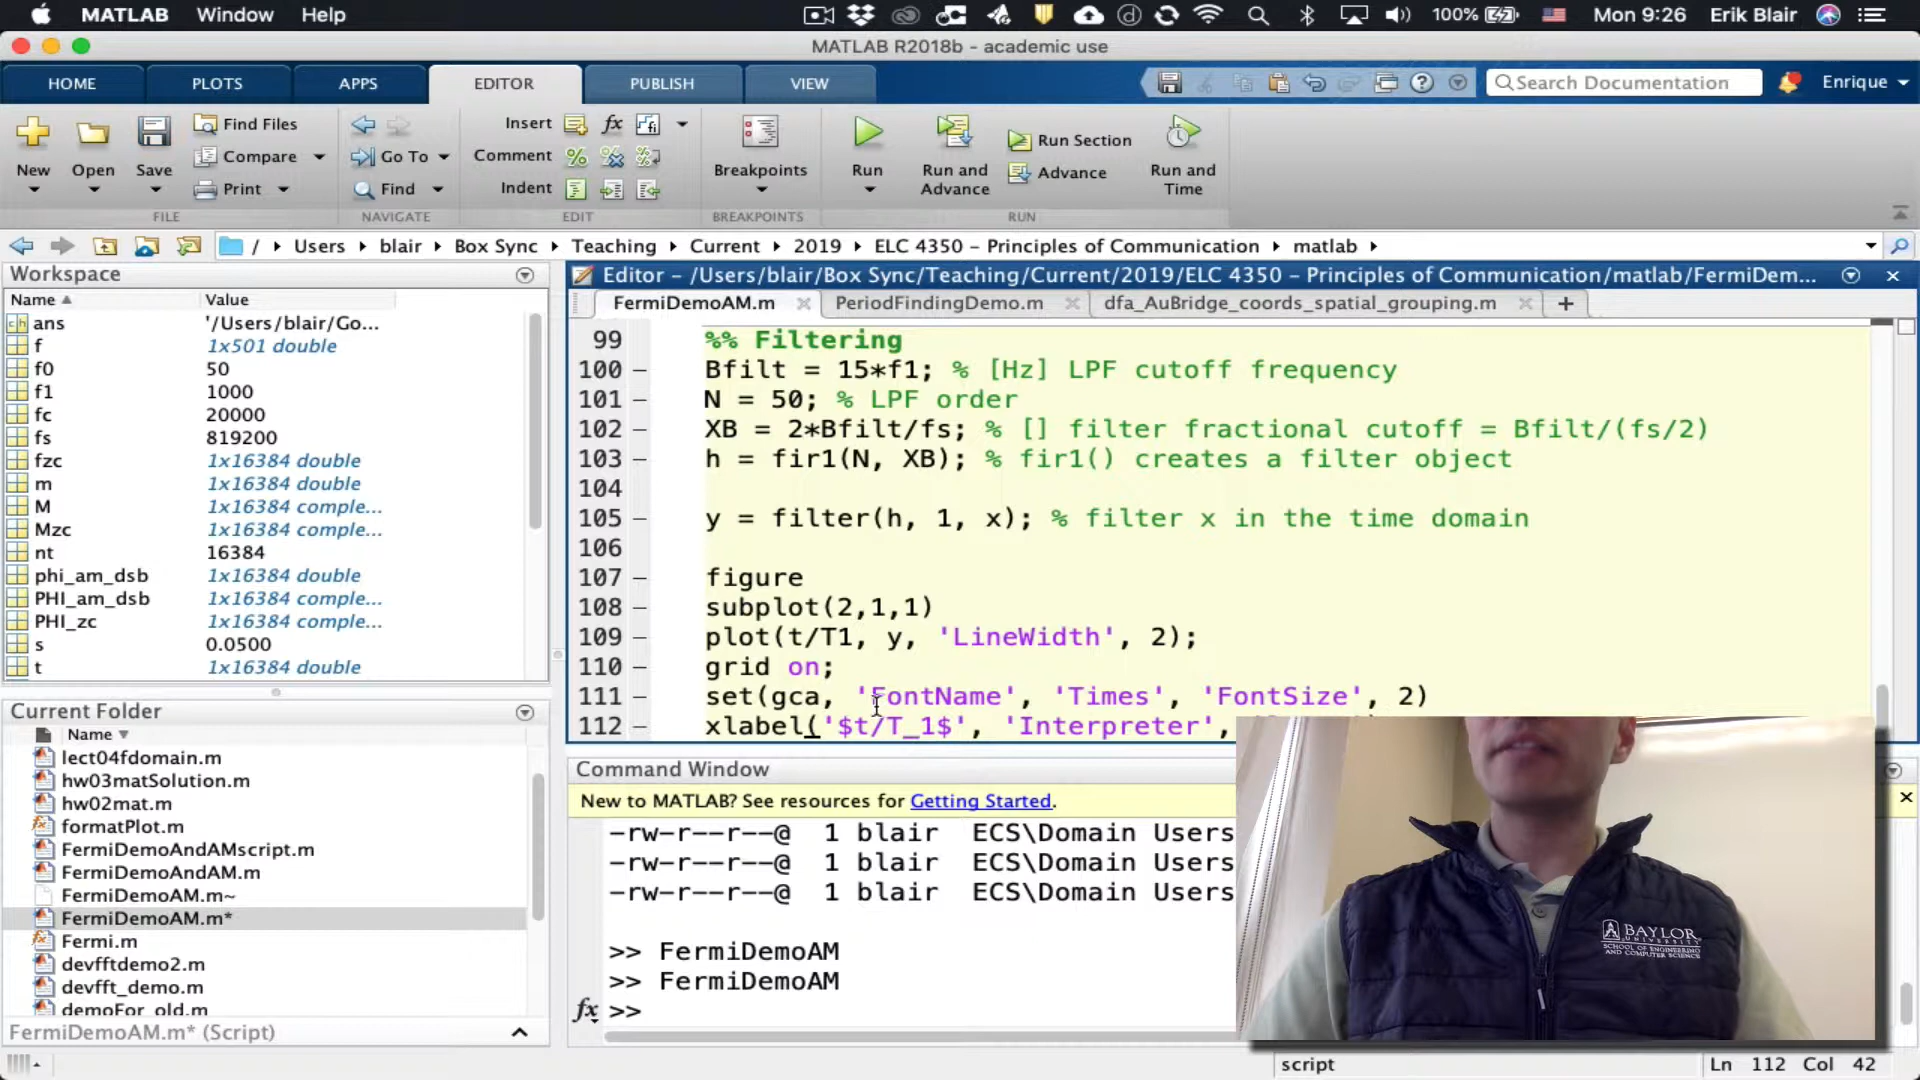 MATLAB Window Help 100% Mon 9:26 Erik Blair
MATLAB R2018b - academic use
HOME PLOTS APPS EDITOR PUBLISH VIEW Search Documentation Enrique
New Open Save Find Files Compare Print Go To Find Insert Comment Indent Breakpoints Run Run and Advance Run Section Advance Run and Time
FILE NAVIGATE EDIT BREAKPOINTS RUN
/ Users blair Box Sync Teaching Current 2019 ELC 4350 - Principles of Communication matlab
Workspace
Name Value
ans '/Users/blair/Go...
f 1x501 double
f0 50
f1 1000
fc 20000
fs 819200
fzc 1x16384 double
m 1x16384 double
M 1x16384 comple...
Mzc 1x16384 comple...
nt 16384
phi_am_dsb 1x16384 double
PHI_am_dsb 1x16384 comple...
PHI_zc 1x16384 comple...
s 0.0500
t 1x16384 double
Current Folder
Name
lect04fdomain.m
hw03matSolution.m
hw02mat.m
formatPlot.m
FermiDemoAndAMscript.m
FermiDemoAndAM.m
FermiDemoAM.m~
FermiDemoAM.m*
Fermi.m
devfftdemo2.m
devfft_demo.m
demoFor_old.m
FermiDemoAM.m* (Script)
Editor - /Users/blair/Box Sync/Teaching/Current/2019/ELC 4350 - Principles of Communication/matlab/FermiDem...
FermiDemoAM.m PeriodFindingDemo.m dfa_AuBridge_coords_spatial_grouping.m
99 %% Filtering
100 Bfilt = 15*f1; % [Hz] LPF cutoff frequency
101 N = 50; % LPF order
102 XB = 2*Bfilt/fs; % [] filter fractional cutoff = Bfilt/(fs/2)
103 h = fir1(N, XB); % fir1() creates a filter object
104
105 y = filter(h, 1, x); % filter x in the time domain
106
107 figure
108 subplot(2,1,1)
109 plot(t/T1, y, 'LineWidth', 2);
110 grid on;
111 set(gca, 'FontName', 'Times', 'FontSize', 2)
112 xlabel('$t/T_1$', 'Interpreter',
Command Window
New to MATLAB? See resources for Getting Started.
-rw-r--r--@ 1 blair ECS\Domain Users
-rw-r--r--@ 1 blair ECS\Domain Users
-rw-r--r--@ 1 blair ECS\Domain Users
>> FermiDemoAM
>> FermiDemoAM
fx >>
BAYLOR
UNIVERSITY
SCHOOL OF ENGINEERING
AND COMPUTER SCIENCE
script Ln 112 Col 42